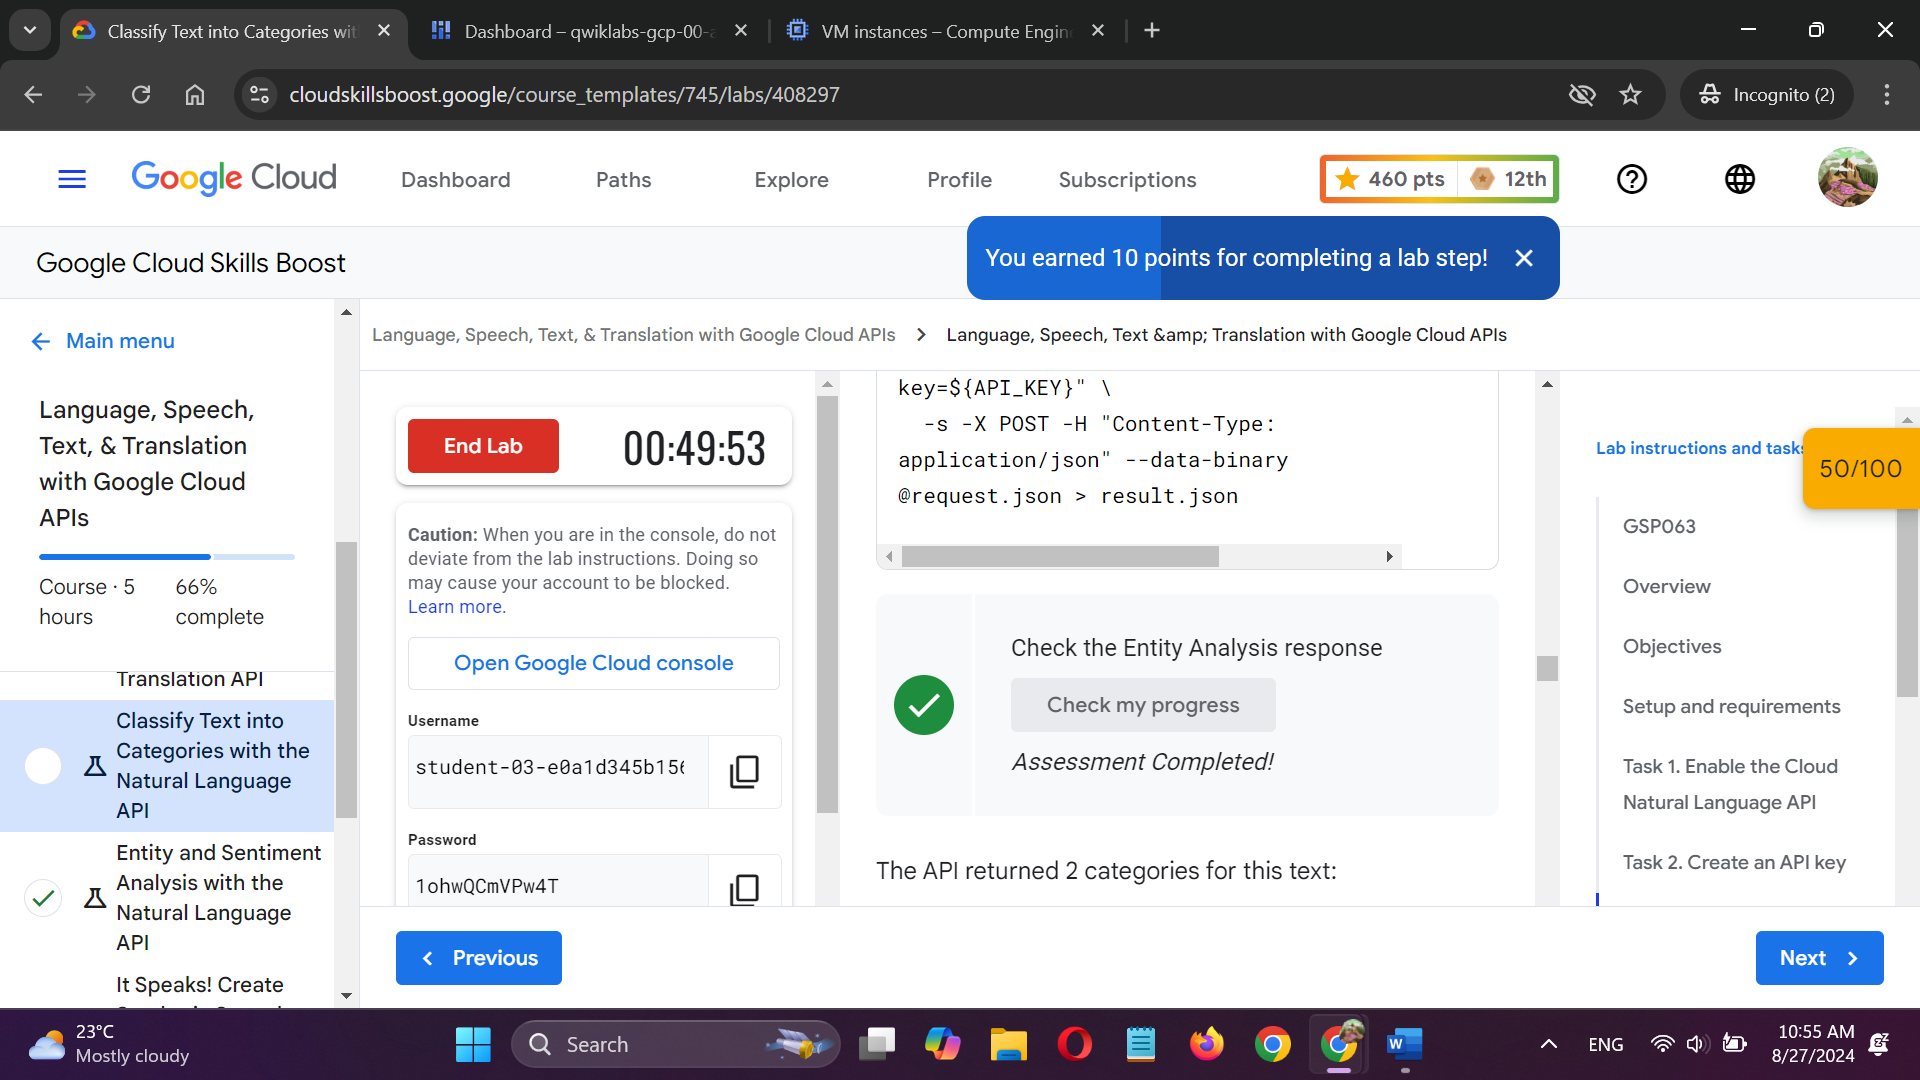 Classify Text into Categories wit
Dashboard – qwiklabs-gcp-00-a
VM instances – Compute Engine
cloudskillsboost.google/course_templates/745/labs/408297
Incognito (2)
Google Cloud
Dashboard
Paths
Explore
Profile
Subscriptions
460 pts
12th
Google Cloud Skills Boost
You earned 10 points for completing a lab step!
Main menu
Language, Speech, Text, & Translation with Google Cloud APIs
Language, Speech, Text &amp; Translation with Google Cloud APIs
Language, Speech,
Text, & Translation
with Google Cloud
APIs
Course · 5
hours
66%
complete
Translation API
Classify Text into
Categories with the
Natural Language
API
Entity and Sentiment
Analysis with the
Natural Language
API
It Speaks! Create
End Lab
00:49:53
Caution: When you are in the console, do not
deviate from the lab instructions. Doing so
may cause your account to be blocked.
Learn more.
Open Google Cloud console
Username
student-03-e0a1d345b156
Password
1ohwQCmVPw4T
key=${API_KEY}" \
-s -X POST -H "Content-Type:
application/json" --data-binary
@request.json > result.json
Check the Entity Analysis response
Check my progress
Assessment Completed!
The API returned 2 categories for this text:
Lab instructions and tasks
50/100
GSP063
Overview
Objectives
Setup and requirements
Task 1. Enable the Cloud
Natural Language API
Task 2. Create an API key
Previous
Next
23°C
Mostly cloudy
Search
ENG
10:55 AM
8/27/2024